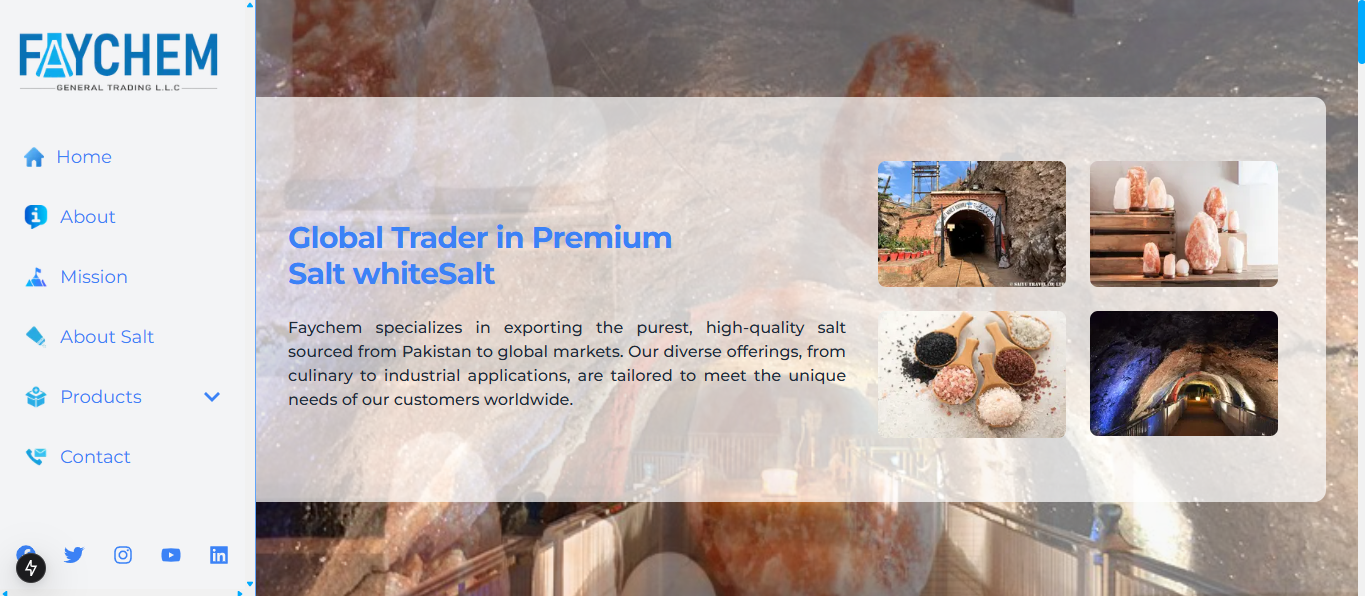 FAYCHEM
GENERAL TRADING L.L.C
Home
About
Mission
About Salt
Products
Contact
Global Trader in Premium
Salt whiteSalt
Faychem specializes in exporting the purest, high-quality salt
sourced from Pakistan to global markets. Our diverse offerings, from
culinary to industrial applications, are tailored to meet the unique
needs of our customers worldwide.